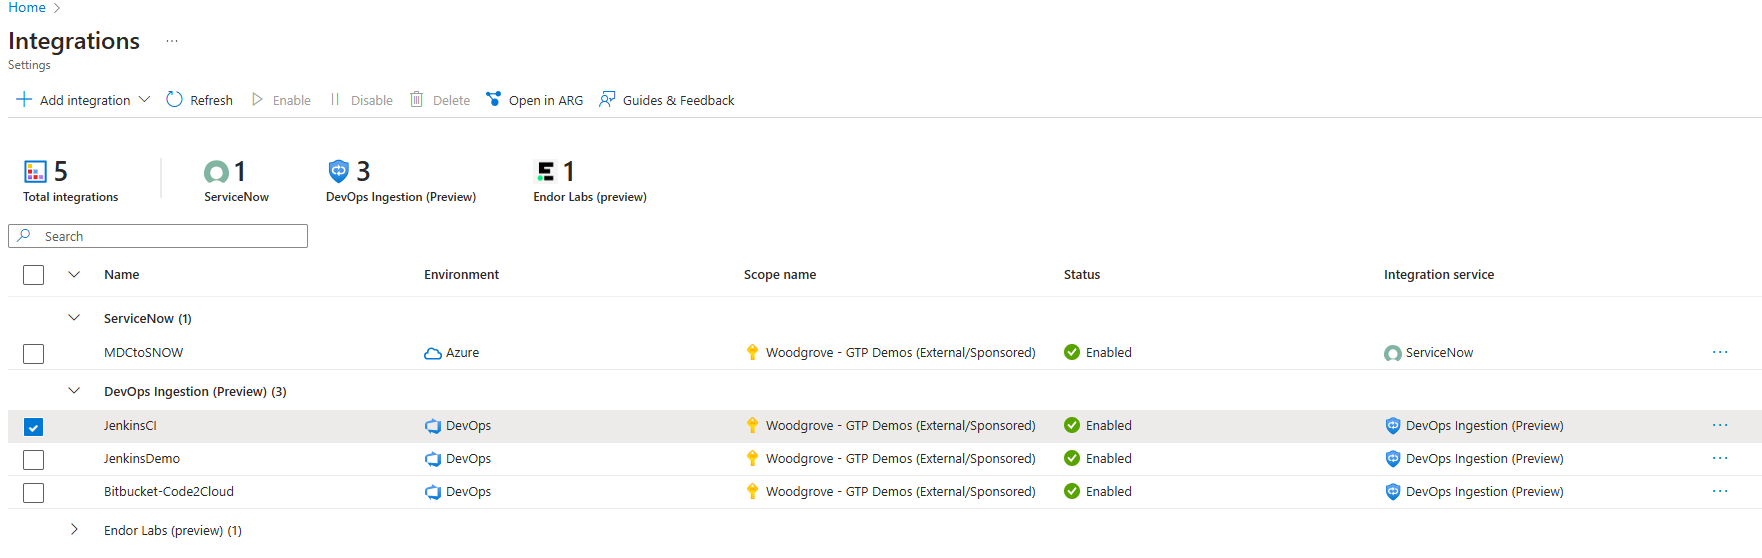 Home
Integrations
Settings
Add integration Refresh Enable Disable Delete Open in ARG Guides & Feedback
5 1 3 1
Total integrations ServiceNow DevOps Ingestion (Preview) Endor Labs (preview)
Search
Name Environment Scope name Status Integration service
ServiceNow (1)
MDCtoSNOW Azure Woodgrove - GTP Demos (External/Sponsored) Enabled ServiceNow
DevOps Ingestion (Preview) (3)
JenkinsCI DevOps Woodgrove - GTP Demos (External/Sponsored) Enabled DevOps Ingestion (Preview)
JenkinsDemo DevOps Woodgrove - GTP Demos (External/Sponsored) Enabled DevOps Ingestion (Preview)
Bitbucket-Code2Cloud DevOps Woodgrove - GTP Demos (External/Sponsored) Enabled DevOps Ingestion (Preview)
Endor Labs (preview) (1)